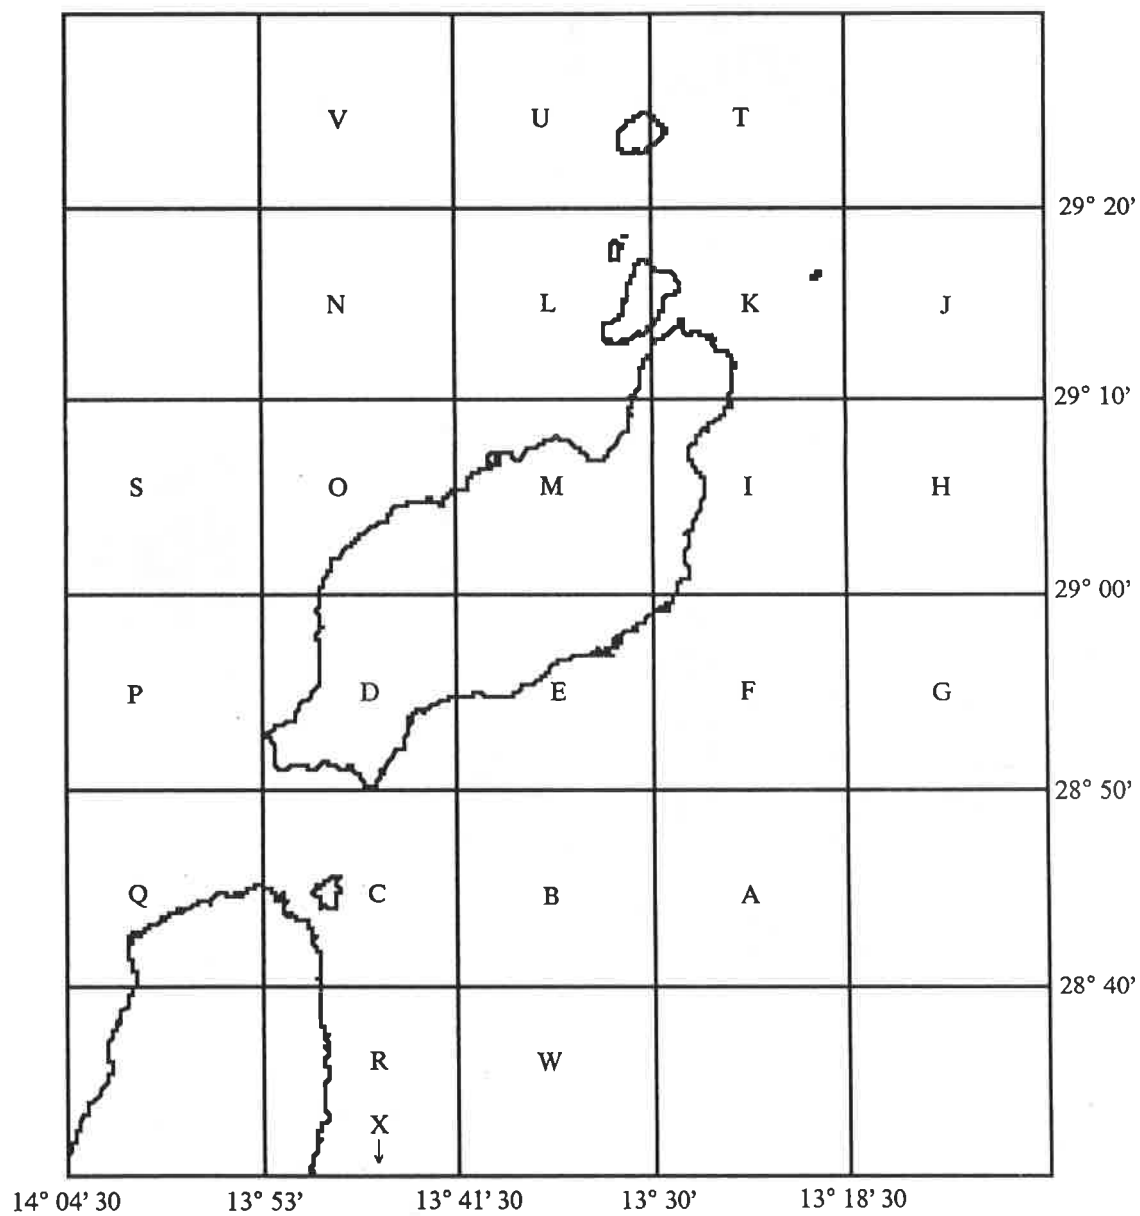 V U T
29° 20'
N L K J
29° 10'
S O M I H
29° 00'
P D E F G
28° 50'
Q C B A
28° 40'
R W
X
14° 04' 30 13° 53' 13° 41' 30 13° 30' 13° 18' 30